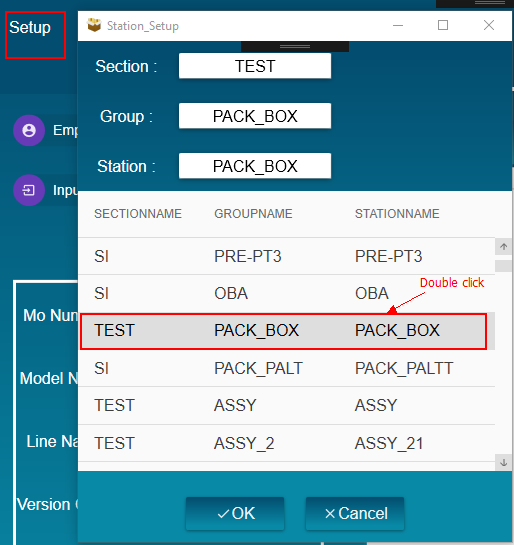 Setup
Station_Setup
Section : TEST
Group : PACK_BOX
Station : PACK_BOX
SECTIONNAME GROUPNAME STATIONNAME
SI PRE-PT3 PRE-PT3
SI OBA OBA
Double click
TEST PACK_BOX PACK_BOX
SI PACK_PALT PACK_PALTT
TEST ASSY ASSY
TEST ASSY_2 ASSY_21
OK Cancel
Emp
Inpu
Mo Num
Model N
Line Na
Version